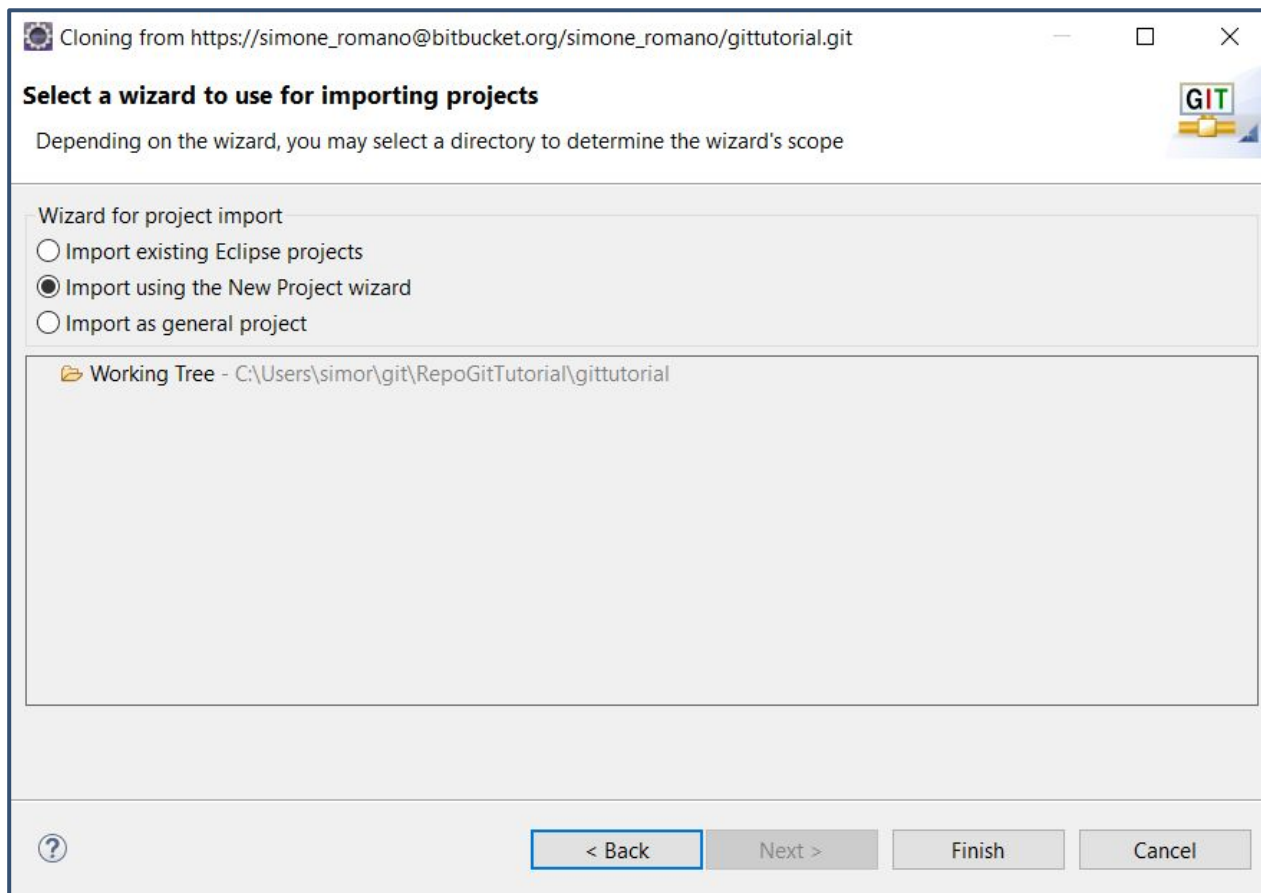 Cloning from https://simone_romano@bitbucket.org/simone_romano/gittutorial.git
Select a wizard to use for importing projects
GIT
Depending on the wizard, you may select a directory to determine the wizard's scope
Wizard for project import
Import existing Eclipse projects
Import using the New Project wizard
Import as general project
Working Tree - C:\Users\simor\git\RepoGitTutorial\gittutorial
? < Back Next > Finish Cancel